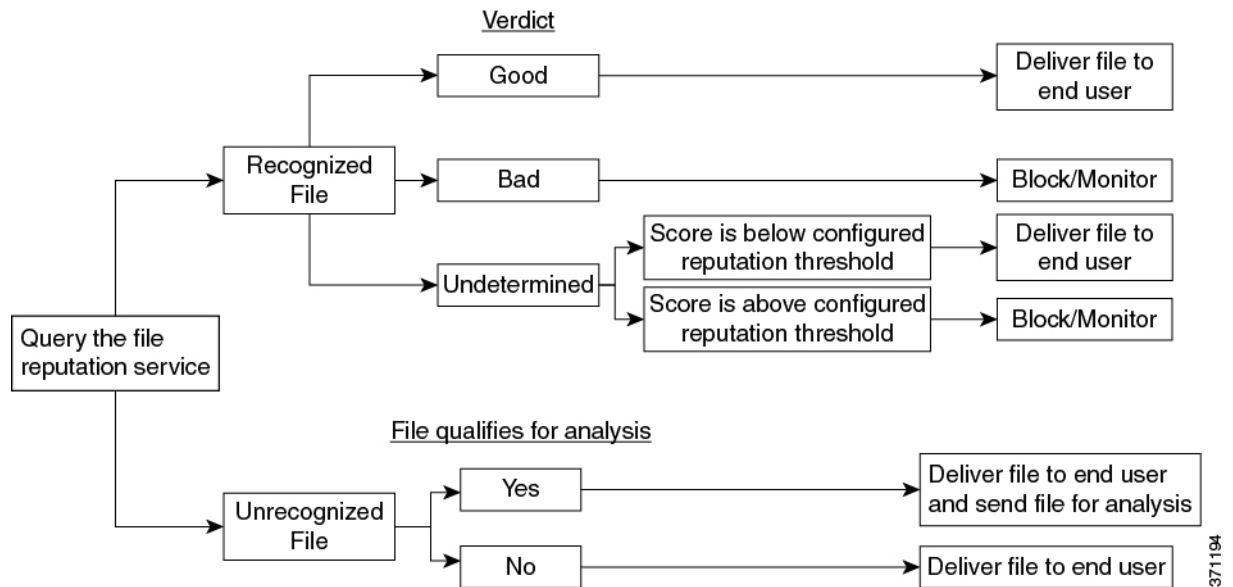 Verdict
Good
Deliver file to
end user
Recognized
File
Bad
Block/Monitor
Score is below configured
reputation threshold
Deliver file to
end user
Undetermined
Score is above configured
reputation threshold
Block/Monitor
Query the file
reputation service
File qualifies for analysis
Yes
Deliver file to end user
and send file for analysis
Unrecognized
File
No
Deliver file to end user
371194